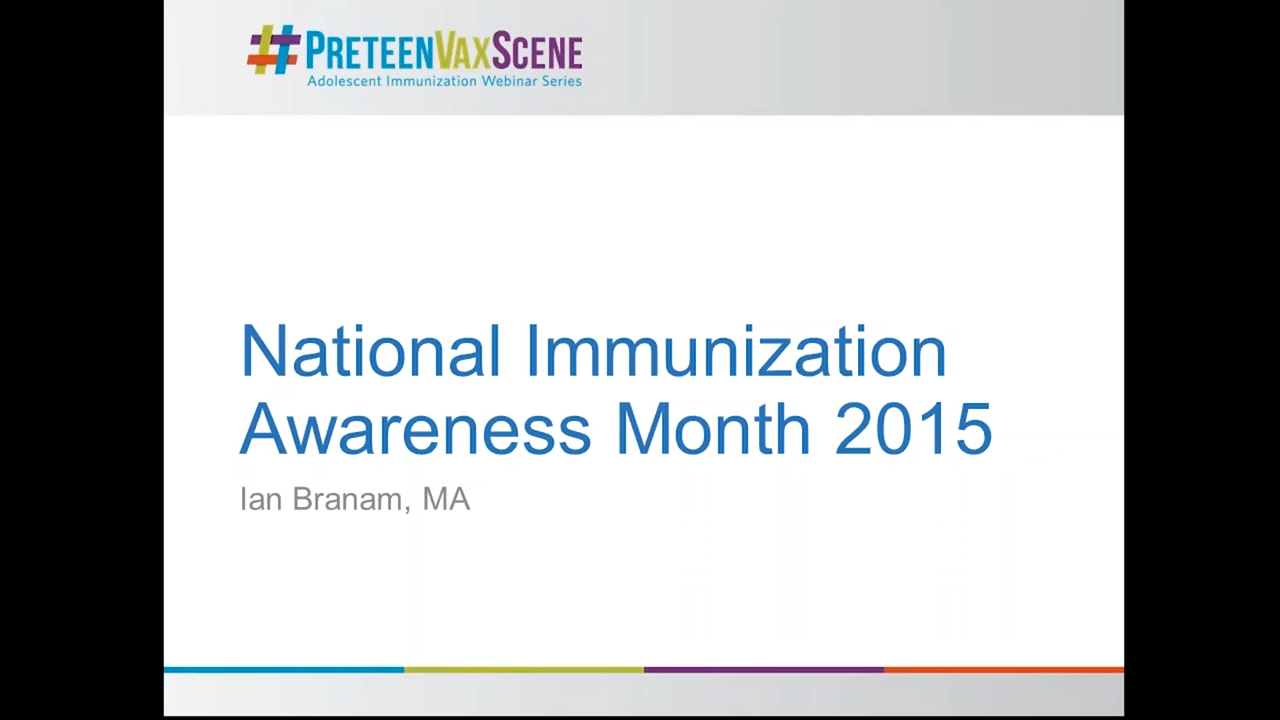 #PRETEENVAXSCENE
Adolescent Immunization Webinar Series
National Immunization
Awareness Month 2015
Ian Branam, MA